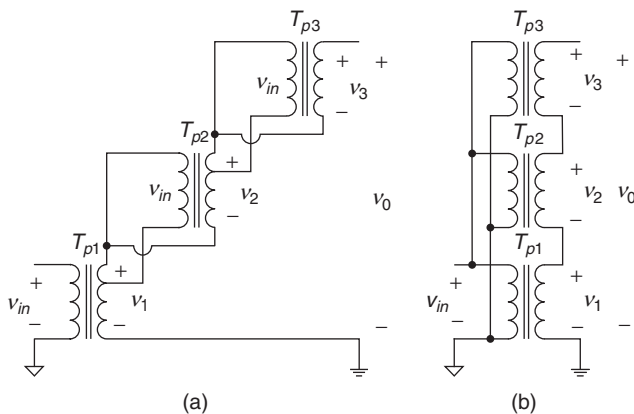 T_p3
+
+
v_in
v_3
−
T_p2
+
v_in
v_2
−
v_0
T_p1
+
+
v_in
v_1
−
−
−
(a)
T_p3
+
+
v_3
−
T_p2
+
v_2
v_0
−
T_p1
+
+
v_in
v_1
−
−
−
(b)